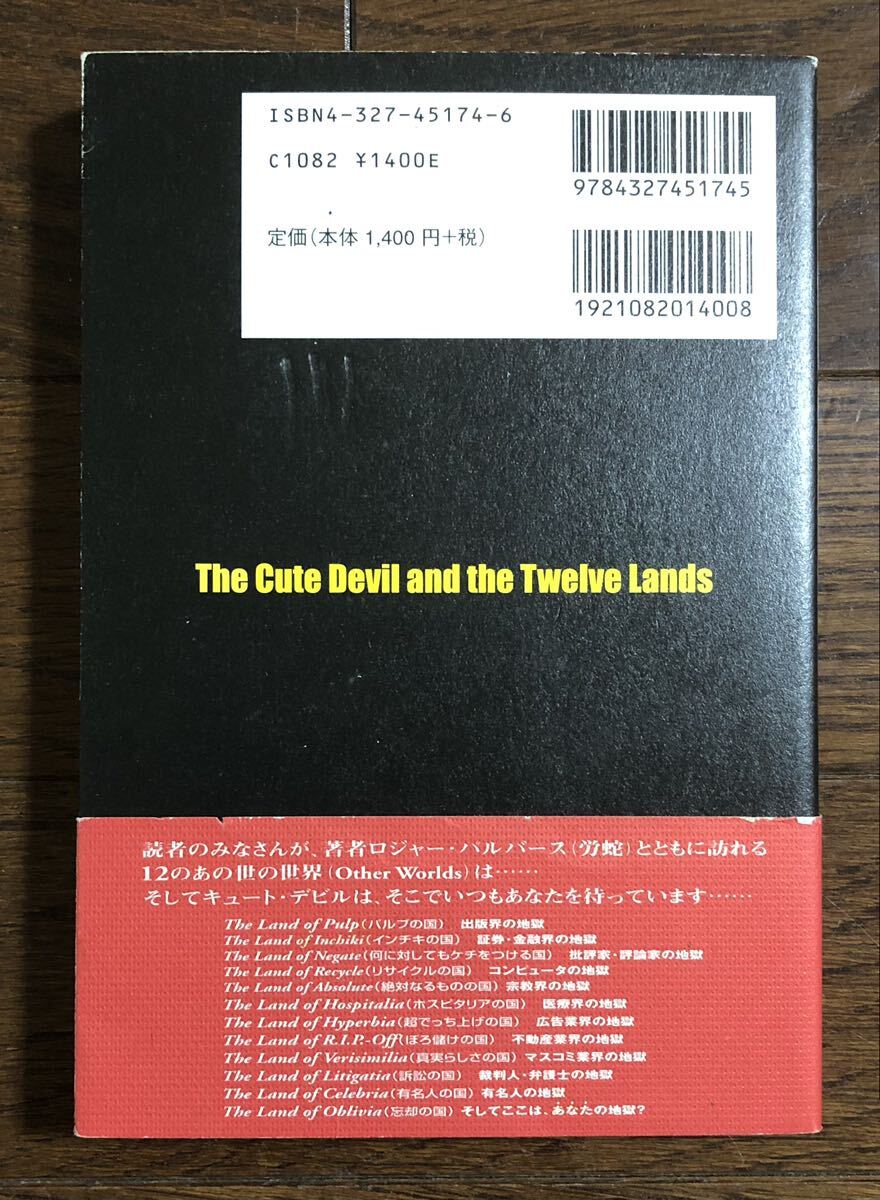 ISBN4-327-45174-6
C1082 ¥1400E
定価(本体 1,400 円+税)
9784327451745
1921082014008
The Cute Devil and the Twelve Lands
読者のみなさんが、著者ロジャー・パルバース(労蛇)とともに訪れる
12のあの世の世界(Other Worlds)は……
そしてキュート・デビルは、そこでいつもあなたを待っています……
The Land of Pulp(パルプの国) 出版界の地獄
The Land of Inchiki(インチキの国) 証券・金融界の地獄
The Land of Negate(何に対してもケチをつける国) 批評家・評論家の地獄
The Land of Recycle(リサイクルの国) コンピュータの地獄
The Land of Absolute(絶対なるものの国) 宗教界の地獄
The Land of Hospitalia(ホスピタリアの国) 医療界の地獄
The Land of Hyperbia(超でっち上げの国) 広告業界の地獄
The Land of R.I.P.-Off(ぼろ儲けの国) 不動産業界の地獄
The Land of Verisimilia(真実らしさの国) マスコミ業界の地獄
The Land of Litigatia(訴訟の国) 裁判人・弁護士の地獄
The Land of Celebria(有名人の国) 有名人の地獄
The Land of Oblivia(忘却の国) そしてここは、あなたの地獄?